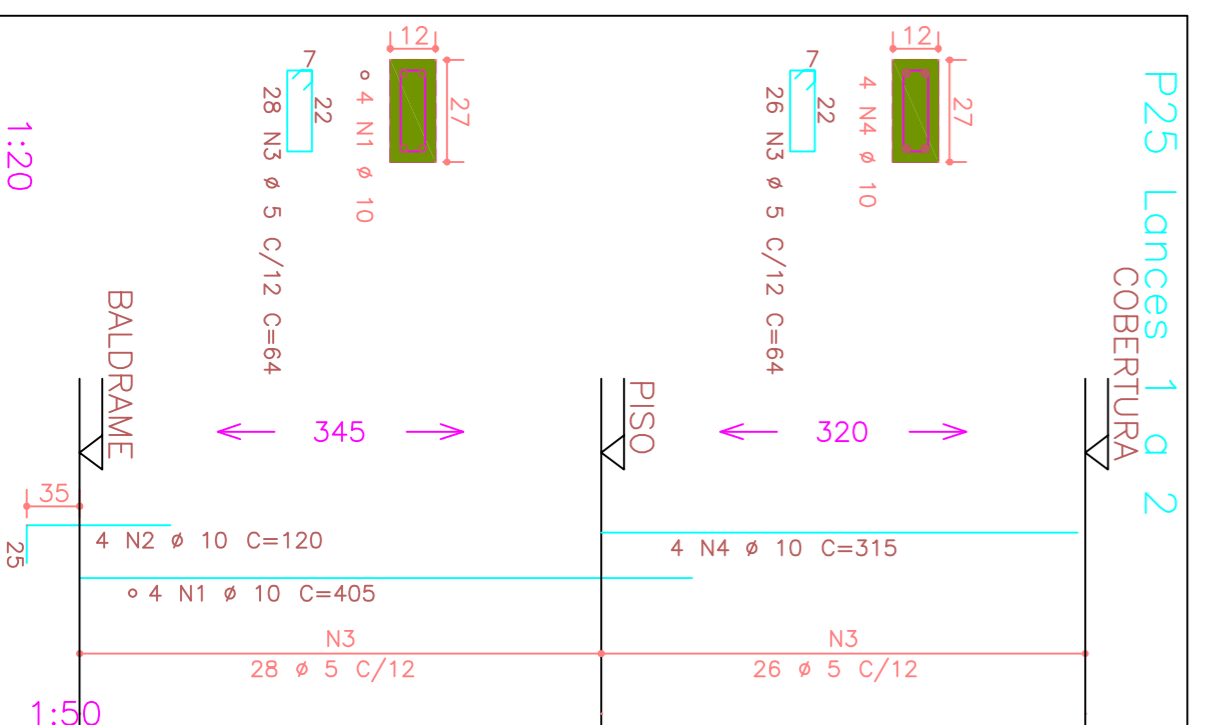 P25 Lances 1 a 2
COBERTURA
12
27
4 N4 ø 10
7
22
26 N3 ø 5 C/12 C=64
320
4 N4 ø 10 C=315
N3
26 ø 5 C/12
PISO
12
27
4 N1 ø 10
7
22
28 N3 ø 5 C/12 C=64
345
4 N1 ø 10 C=405
4 N2 ø 10 C=120
N3
28 ø 5 C/12
BALDRAME
35
25
1:20
1:50